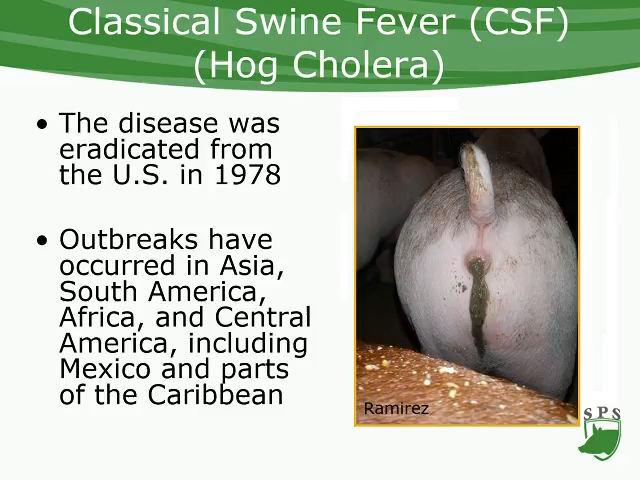 Classical Swine Fever (CSF)
(Hog Cholera)
• The disease was
eradicated from
the U.S. in 1978
• Outbreaks have
occurred in Asia,
South America,
Africa, and Central
America, including
Mexico and parts
of the Caribbean
Ramirez
SPS